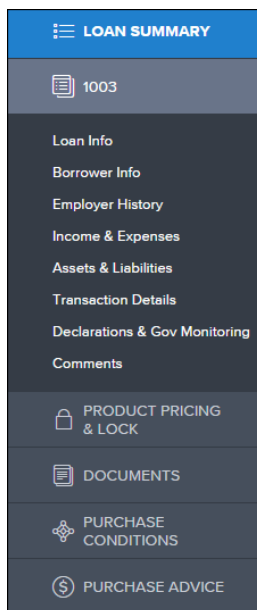 LOAN SUMMARY
1003
Loan Info
Borrower Info
Employer History
Income & Expenses
Assets & Liabilities
Transaction Details
Declarations & Gov Monitoring
Comments
PRODUCT PRICING
& LOCK
DOCUMENTS
PURCHASE
CONDITIONS
PURCHASE ADVICE